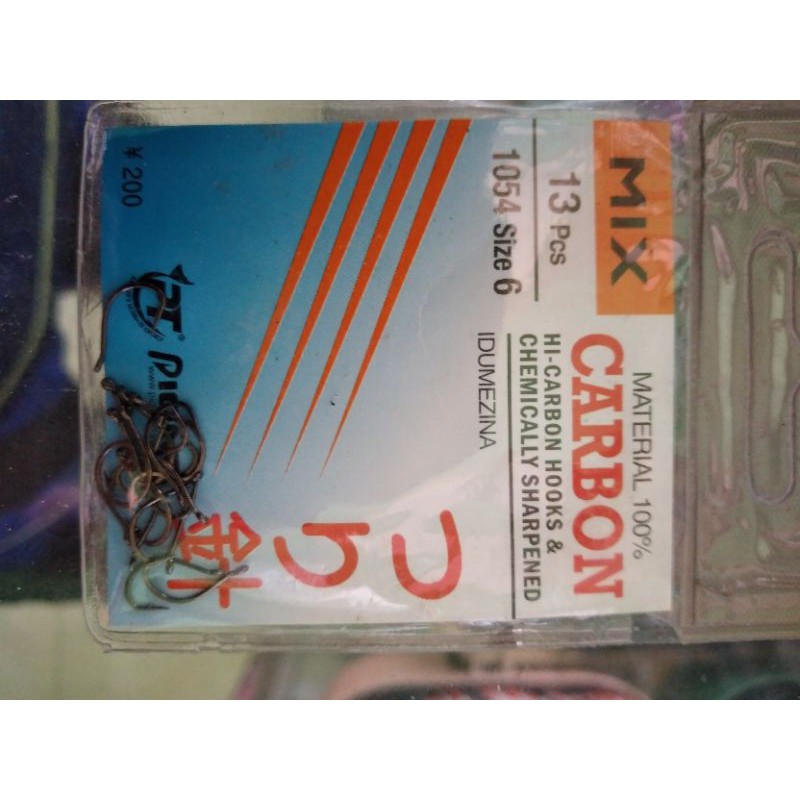 MIX
MATERIAL 100%
CARBON
13 Pcs
1054 Size 6
HI-CARBON HOOKS &
CHEMICALLY SHARPENED
IDUMEZINA
つり針
¥ 200